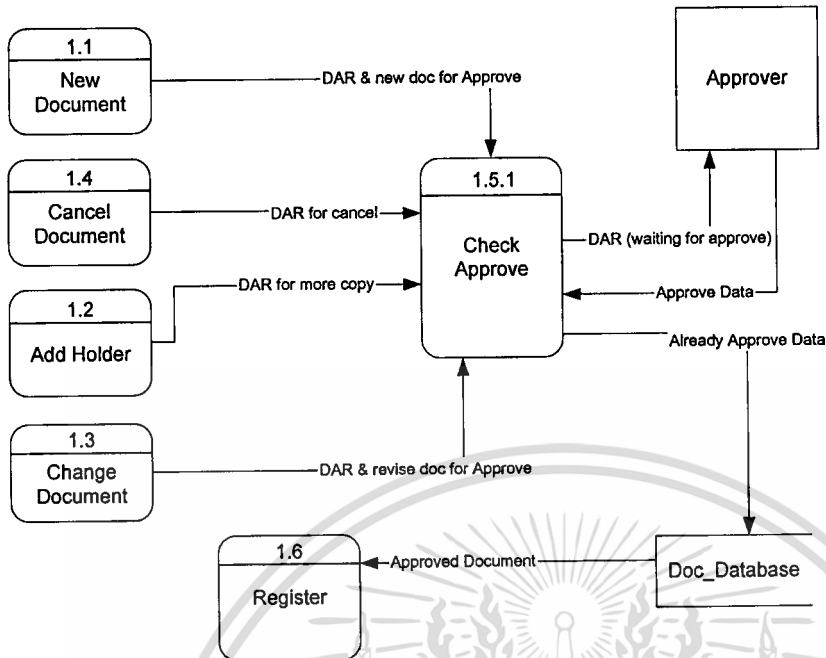 1.1
New
Document
DAR & new doc for Approve
Approver
1.4
Cancel
Document
DAR for cancel
1.5.1
Check
Approve
DAR (waiting for approve)
1.2
Add Holder
DAR for more copy
Approve Data
Already Approve Data
1.3
Change
Document
DAR & revise doc for Approve
1.6
Register
Approved Document
Doc_Database